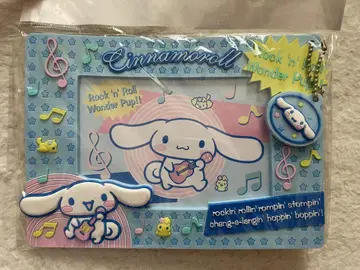 Cinnamoroll
Rock 'n' Roll
Wonder Pup!!
Rock 'n' Roll
Wonder Pup!!
rockin' rollin' rompin' stompin'
chang-a-langin' hoppin' boppin'!